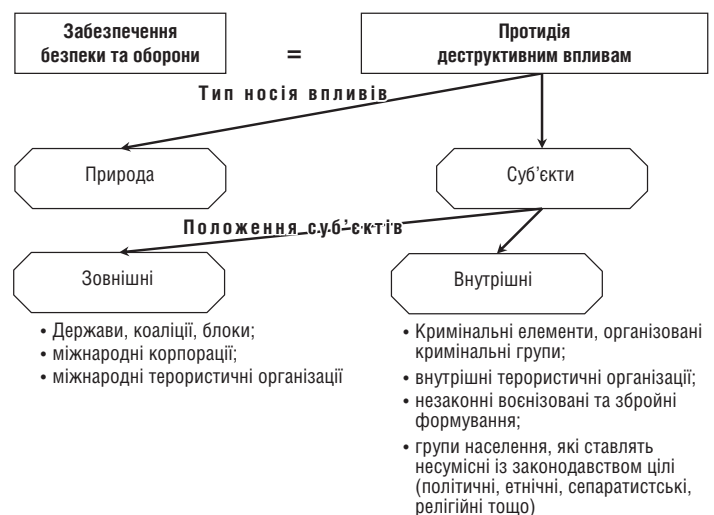 Забезпечення
безпеки та оборони
=
Протидія
деструктивним впливам
Тип носія впливів
Природа
Суб’єкти
Положення суб’єктів
Зовнішні
Внутрішні
• Держави, коаліції, блоки;
• міжнародні корпорації;
• міжнародні терористичні організації
• Кримінальні елементи, організовані
кримінальні групи;
• внутрішні терористичні організації;
• незаконні воєнізовані та збройні
формування;
• групи населення, які ставлять
несумісні із законодавством цілі
(політичні, етнічні, сепаратистські,
релігійні тощо)